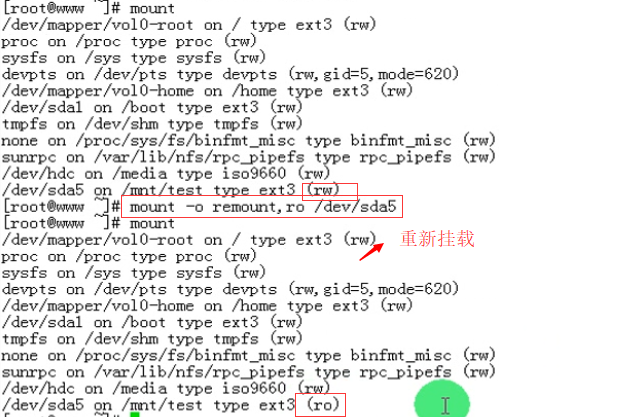 [root@www ~]# mount
/dev/mapper/vol0-root on / type ext3 (rw)
proc on /proc type proc (rw)
sysfs on /sys type sysfs (rw)
devpts on /dev/pts type devpts (rw,gid=5,mode=620)
/dev/mapper/vol0-home on /home type ext3 (rw)
/dev/sda1 on /boot type ext3 (rw)
tmpfs on /dev/shm type tmpfs (rw)
none on /proc/sys/fs/binfmt_misc type binfmt_misc (rw)
sunrpc on /var/lib/nfs/rpc_pipefs type rpc_pipefs (rw)
/dev/hdc on /media type iso9660 (rw)
/dev/sda5 on /mnt/test type ext3 (rw)
[root@www ~]# mount -o remount,ro /dev/sda5
[root@www ~]# mount
/dev/mapper/vol0-root on / type ext3 (rw)
重新挂载
proc on /proc type proc (rw)
sysfs on /sys type sysfs (rw)
devpts on /dev/pts type devpts (rw,gid=5,mode=620)
/dev/mapper/vol0-home on /home type ext3 (rw)
/dev/sda1 on /boot type ext3 (rw)
tmpfs on /dev/shm type tmpfs (rw)
none on /proc/sys/fs/binfmt_misc type binfmt_misc (rw)
sunrpc on /var/lib/nfs/rpc_pipefs type rpc_pipefs (rw)
/dev/hdc on /media type iso9660 (rw)
/dev/sda5 on /mnt/test type ext3 (ro)